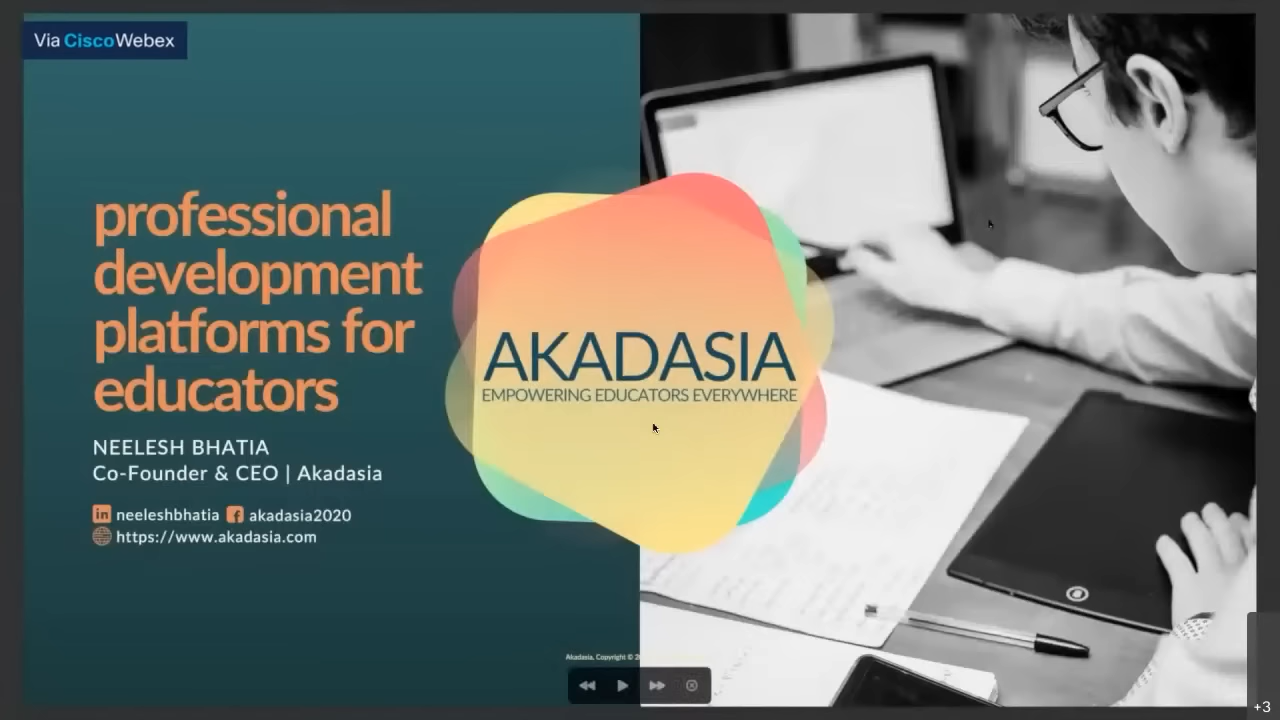 Via CiscoWebex
professional
development
platforms for
educators
NEELESH BHATIA
Co-Founder & CEO | Akadasia
in neeleshbhatia f akadasia2020
https://www.akadasia.com
AKADASIA
EMPOWERING EDUCATORS EVERYWHERE
Akadasia, Copyright ©
+3